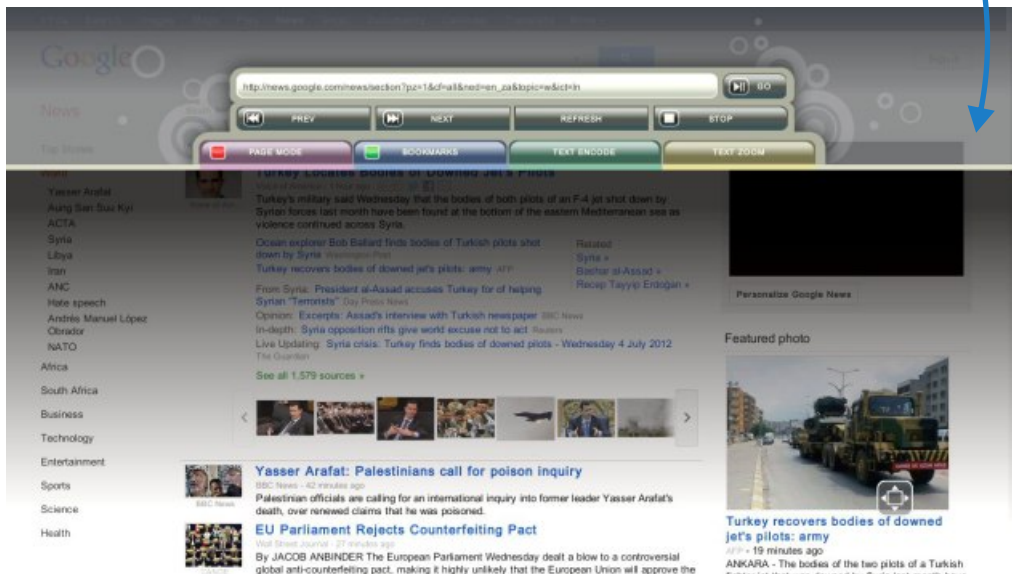 Google
http://news.google.com/news/section?pz=1&cf=all&ned=en_za&topic=w&ict=ln
GO
PREV
NEXT
REFRESH
STOP
PAGE MODE
BOOKMARKS
TEXT ENCODE
TEXT ZOOM
News
Top Stories
World
Yasser Arafat
Aung San Suu Kyi
ACTA
Syria
Libya
Iran
ANC
Hate speech
Andrés Manuel López
Obrador
NATO
Africa
South Africa
Business
Technology
Entertainment
Sports
Science
Health
Turkey Locates Bodies of Downed Jet's Pilots
Turkey's military said Wednesday that the bodies of both pilots of an F-4 jet shot down by
Syrian forces last month have been found at the bottom of the eastern Mediterranean sea as
violence continued across Syria.
Ocean explorer Bob Ballard finds bodies of Turkish pilots shot
down by Syria Washington Post
Turkey recovers bodies of downed jet's pilots: army AFP
From Syria: President al-Assad accuses Turkey for of helping
Syrian "Terrorists" Day Press News
Opinion: Excerpts: Assad's interview with Turkish newspaper BBC News
In-depth: Syria opposition rifts give world excuse not to act Reuters
Live Updating: Syria crisis: Turkey finds bodies of downed pilots - Wednesday 4 July 2012
The Guardian
See all 1,579 sources »
Related
Syria »
Bashar al-Assad »
Recep Tayyip Erdoğan »
Yasser Arafat: Palestinians call for poison inquiry
BBC News - 42 minutes ago
Palestinian officials are calling for an international inquiry into former leader Yasser Arafat's
death, over renewed claims that he was poisoned.
BBC News
EU Parliament Rejects Counterfeiting Pact
Wall Street Journal - 27 minutes ago
By JACOB ANBINDER The European Parliament Wednesday dealt a blow to a controversial
global anti-counterfeiting pact, making it highly unlikely that the European Union will approve the
Personalize Google News
Featured photo
Turkey recovers bodies of downed
jet's pilots: army
AFP - 19 minutes ago
ANKARA - The bodies of the two pilots of a Turkish